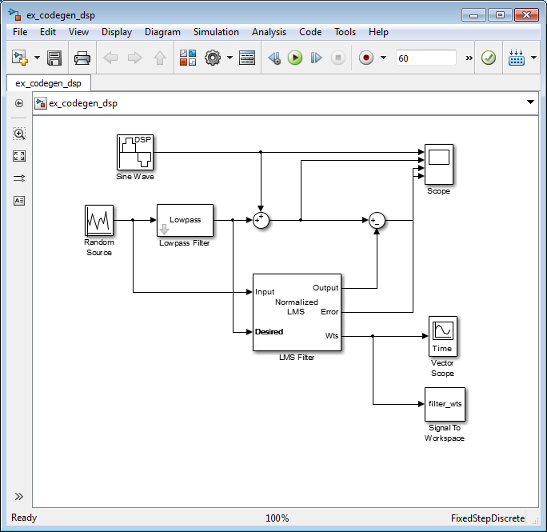 ex_codegen_dsp
File Edit View Display Diagram Simulation Analysis Code Tools Help
60
»
ex_codegen_dsp
ex_codegen_dsp
DSP
Sine Wave
Scope
Random
Source
Lowpass
Lowpass Filter
Input
Desired
Normalized
LMS
Output
Error
Wts
LMS Filter
Time
Vector
Scope
filter_wts
Signal To
Workspace
»
Ready 100% FixedStepDiscrete